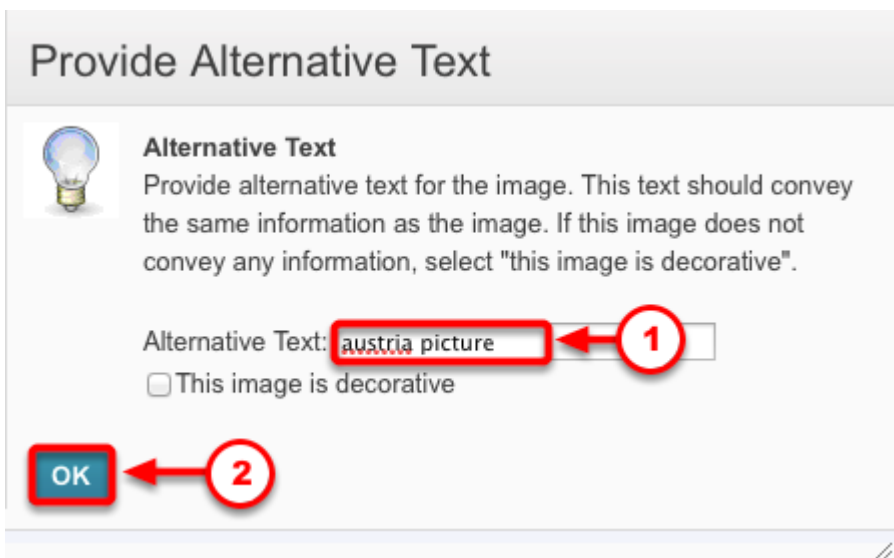 Provide Alternative Text
Alternative Text
Provide alternative text for the image. This text should convey
the same information as the image. If this image does not
convey any information, select "this image is decorative".
Alternative Text: austria picture 1
This image is decorative
OK 2